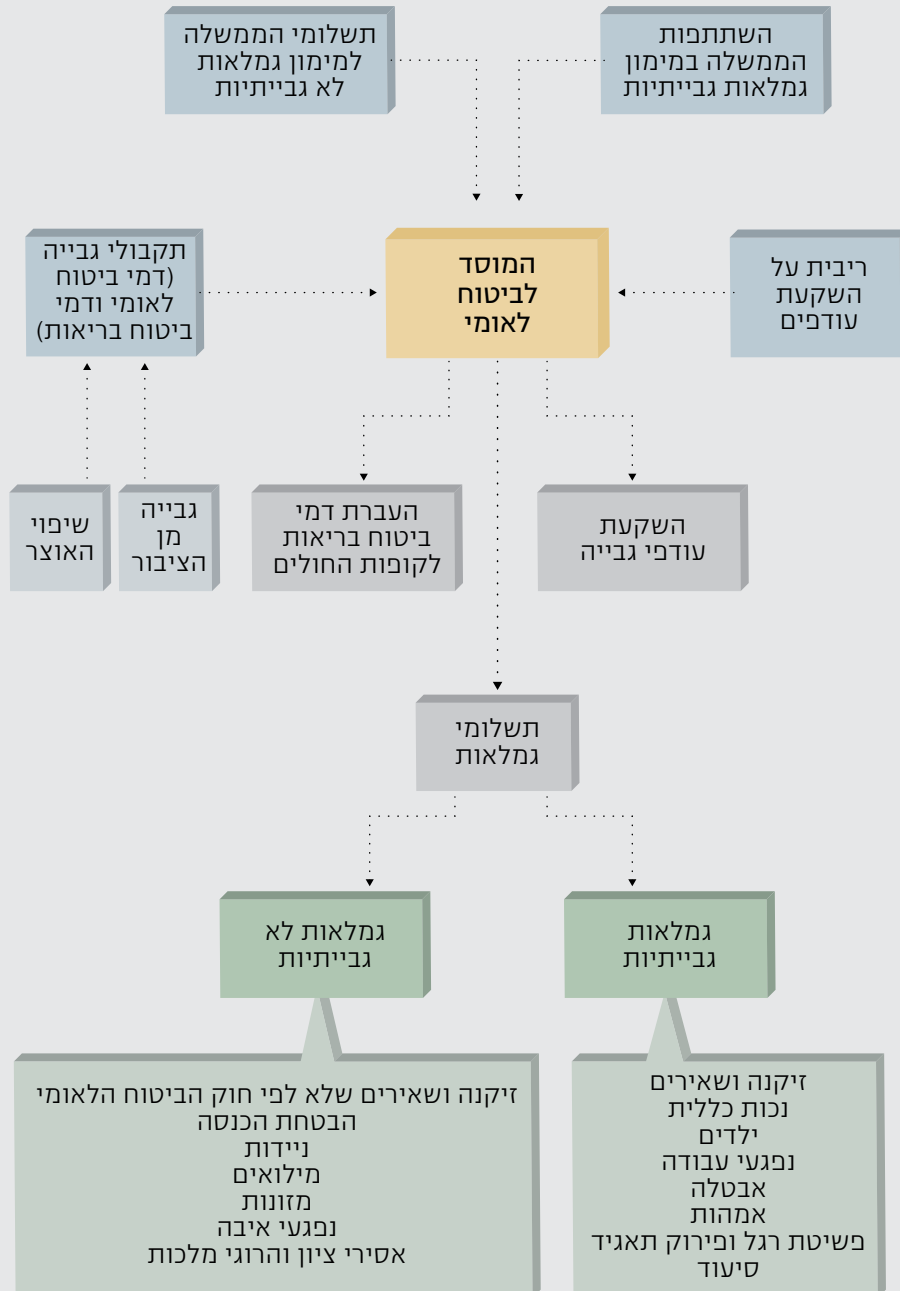 השתתפות
הממשלה במימון
גמלאות גבייתיות
תשלומי הממשלה
למימון גמלאות
לא גבייתיות
ריבית על
השקעת
עודפים
המוסד
לביטוח
לאומי
תקבולי גבייה
(דמי ביטוח
לאומי ודמי
ביטוח בריאות)
השקעת
עודפי גבייה
העברת דמי
ביטוח בריאות
לקופות החולים
גבייה
מן
הציבור
שיפוי
האוצר
תשלומי
גמלאות
גמלאות
גבייתיות
גמלאות לא
גבייתיות
זיקנה ושאירים
נכות כללית
ילדים
נפגעי עבודה
אבטלה
אמהות
פשיטת רגל ופירוק תאגיד
סיעוד
זיקנה ושאירים שלא לפי חוק הביטוח הלאומי
הבטחת הכנסה
ניידות
מילואים
מזונות
נפגעי איבה
אסירי ציון והרוגי מלכות